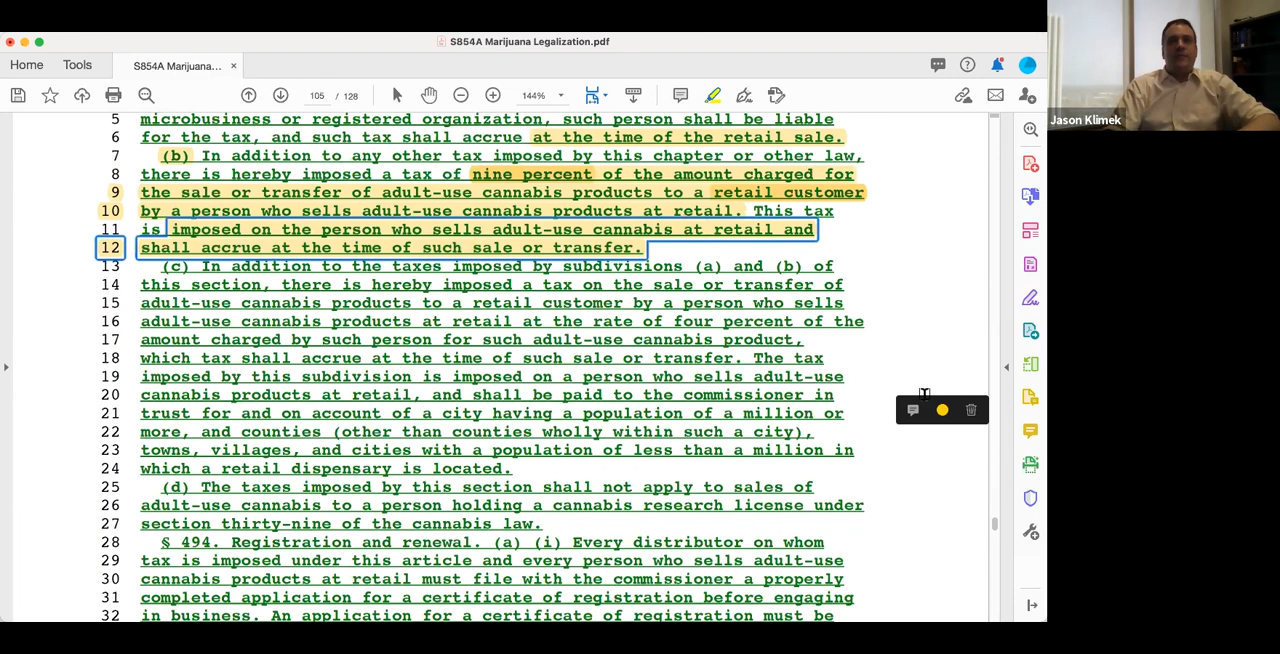 S854A Marijuana Legalization.pdf
Home Tools S854A Marijuana... ×
105 / 128 144%
Jason Klimek
5 microbusiness or registered organization, such person shall be liable
6 for the tax, and such tax shall accrue at the time of the retail sale.
7 (b) In addition to any other tax imposed by this chapter or other law,
8 there is hereby imposed a tax of nine percent of the amount charged for
9 the sale or transfer of adult-use cannabis products to a retail customer
10 by a person who sells adult-use cannabis products at retail. This tax
11 is imposed on the person who sells adult-use cannabis at retail and
12 shall accrue at the time of such sale or transfer.
13 (c) In addition to the taxes imposed by subdivisions (a) and (b) of
14 this section, there is hereby imposed a tax on the sale or transfer of
15 adult-use cannabis products to a retail customer by a person who sells
16 adult-use cannabis products at retail at the rate of four percent of the
17 amount charged by such person for such adult-use cannabis product,
18 which tax shall accrue at the time of such sale or transfer. The tax
19 imposed by this subdivision is imposed on a person who sells adult-use
20 cannabis products at retail, and shall be paid to the commissioner in
21 trust for and on account of a city having a population of a million or
22 more, and counties (other than counties wholly within such a city),
23 towns, villages, and cities with a population of less than a million in
24 which a retail dispensary is located.
25 (d) The taxes imposed by this section shall not apply to sales of
26 adult-use cannabis to a person holding a cannabis research license under
27 section thirty-nine of the cannabis law.
28 § 494. Registration and renewal. (a) (i) Every distributor on whom
29 tax is imposed under this article and every person who sells adult-use
30 cannabis products at retail must file with the commissioner a properly
31 completed application for a certificate of registration before engaging
32 in business. An application for a certificate of registration must be